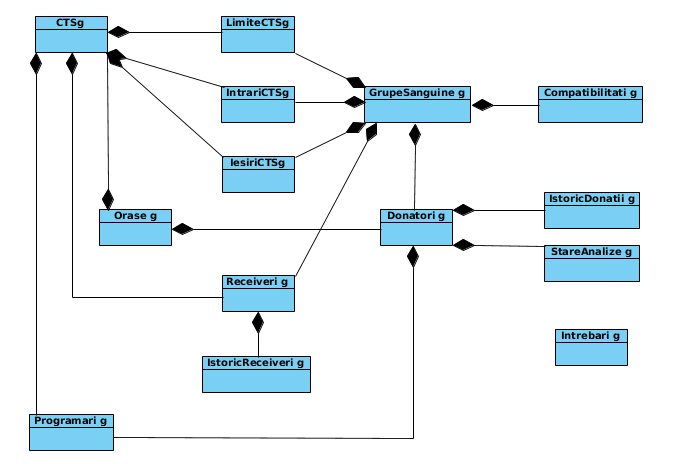 CTSg
LimiteCTSg
IntrariCTSg
GrupeSanguine g
Compatibilitati g
IesiriCTSg
Orase g
Donatori g
IstoricDonatii g
StareAnalize g
Receiveri g
Intrebari g
IstoricReceiveri g
Programari g